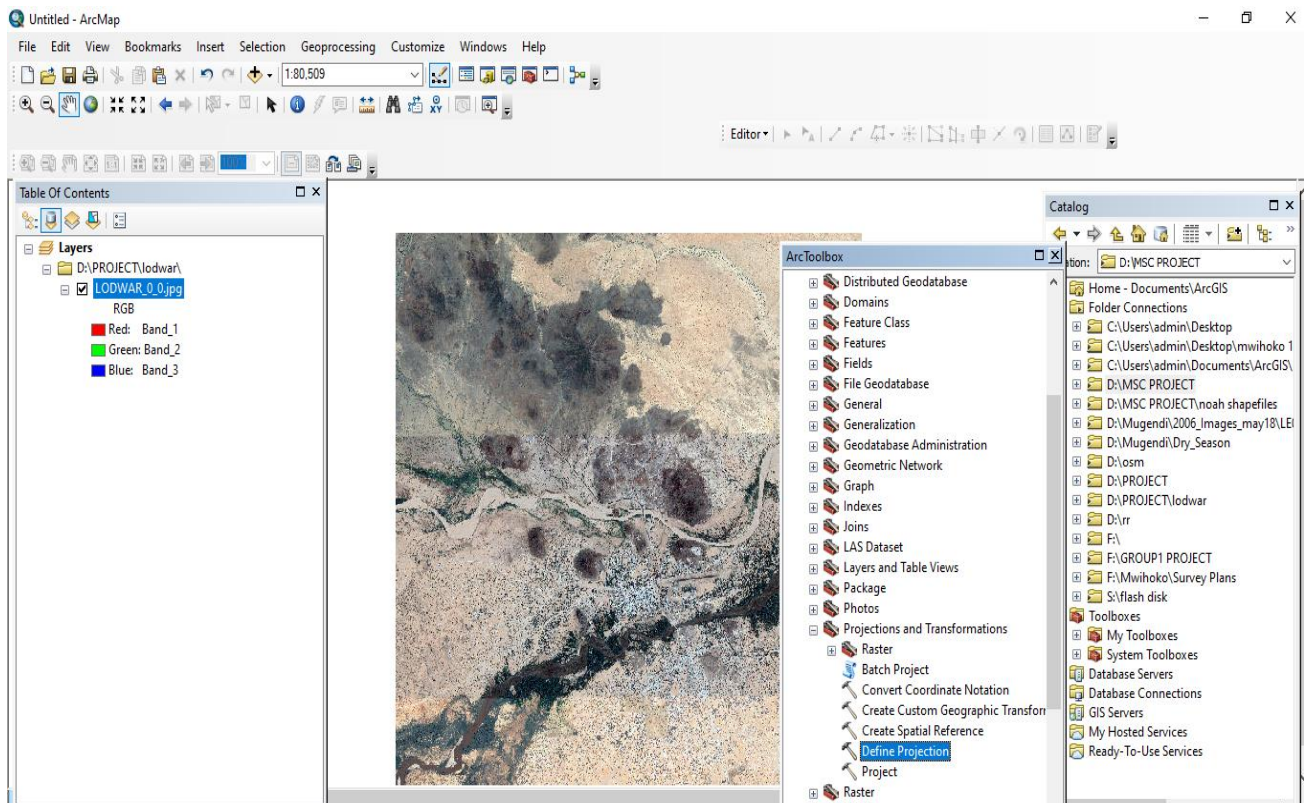 Untitled - ArcMap
File Edit View Bookmarks Insert Selection Geoprocessing Customize Windows Help
1:80,509
Editor
Table Of Contents
Layers
D:\PROJECT\lodwar\
LODWAR_0_0.jpg
RGB
Red: Band_1
Green: Band_2
Blue: Band_3
ArcToolbox
Distributed Geodatabase
Domains
Feature Class
Features
Fields
File Geodatabase
General
Generalization
Geodatabase Administration
Geometric Network
Graph
Indexes
Joins
LAS Dataset
Layers and Table Views
Package
Photos
Projections and Transformations
Raster
Batch Project
Convert Coordinate Notation
Create Custom Geographic Transforr
Create Spatial Reference
Define Projection
Project
Raster
Catalog
ation: D:\MSC PROJECT
Home - Documents\ArcGIS
Folder Connections
C:\Users\admin\Desktop
C:\Users\admin\Desktop\mwihoko 1
C:\Users\admin\Documents\ArcGIS\
D:\MSC PROJECT
D:\MSC PROJECT\noah shapefiles
D:\Mugendi\2006_Images_may18\LE
D:\Mugendi\Dry_Season
D:\osm
D:\PROJECT
D:\PROJECT\lodwar
D:\rr
F:\
F:\GROUP1 PROJECT
F:\Mwihoko\Survey Plans
S:\flash disk
Toolboxes
My Toolboxes
System Toolboxes
Database Servers
Database Connections
GIS Servers
My Hosted Services
Ready-To-Use Services